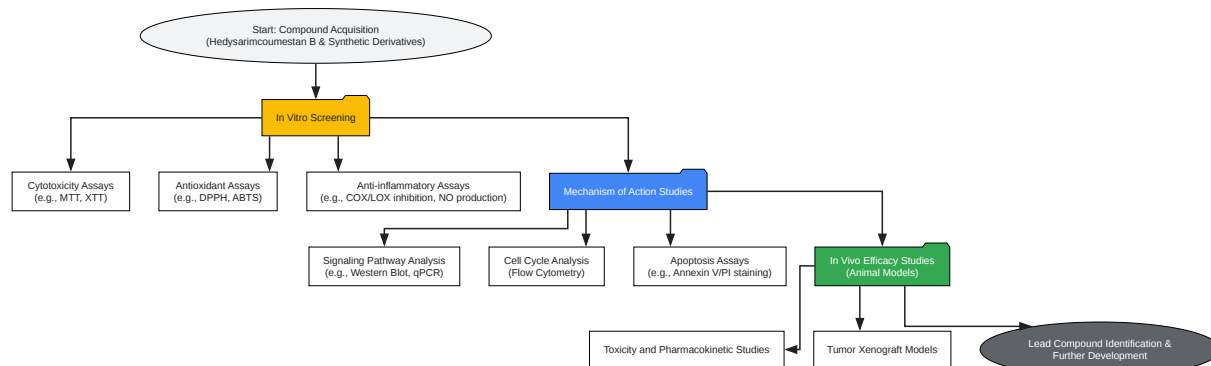 Start: Compound Acquisition
(Hedysarimcoumestan B & Synthetic Derivatives)
In Vitro Screening
Cytotoxicity Assays
(e.g., MTT, XTT)
Antioxidant Assays
(e.g., DPPH, ABTS)
Anti-inflammatory Assays
(e.g., COX/LOX inhibition, NO production)
Mechanism of Action Studies
Signaling Pathway Analysis
(e.g., Western Blot, qPCR)
Cell Cycle Analysis
(Flow Cytometry)
Apoptosis Assays
(e.g., Annexin V/PI staining)
In Vivo Efficacy Studies
(Animal Models)
Toxicity and Pharmacokinetic Studies
Tumor Xenograft Models
Lead Compound Identification &
Further Development